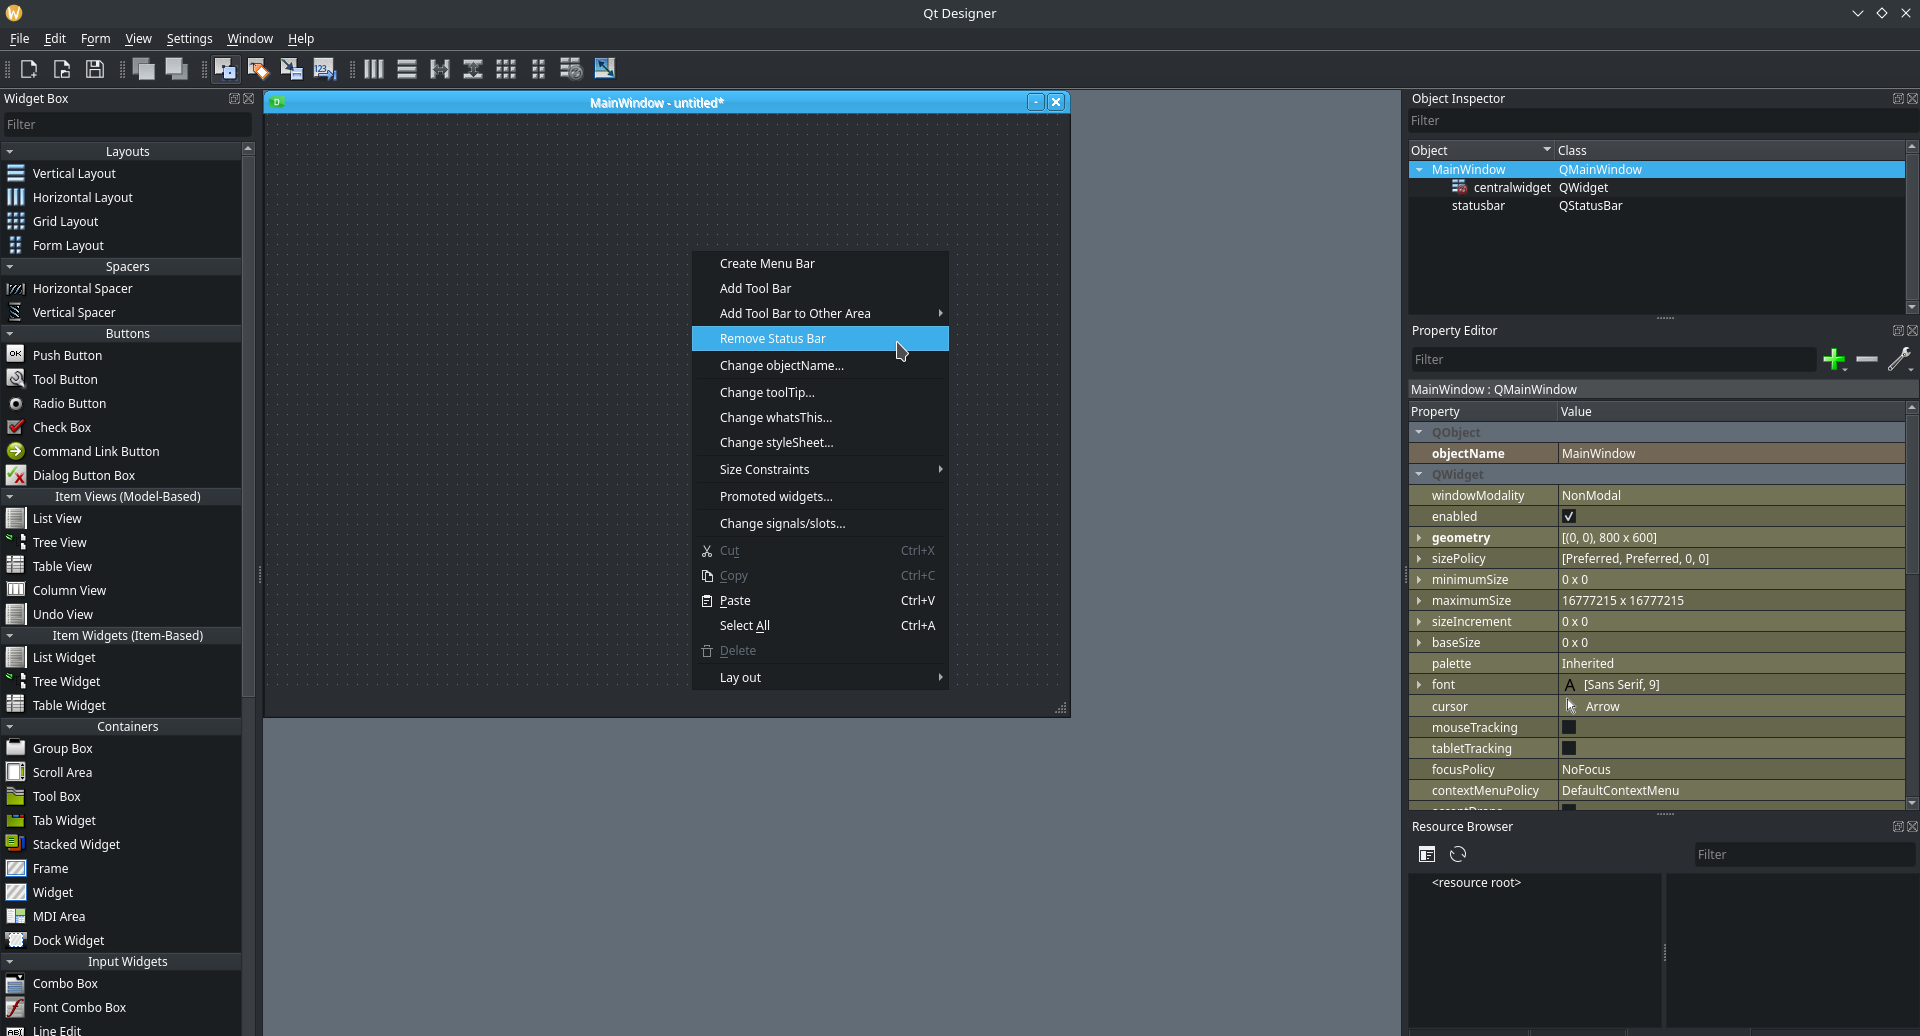 Qt Designer
File Edit Form View Settings Window Help
123
Widget Box
Filter
Layouts
Vertical Layout
Horizontal Layout
Grid Layout
Form Layout
Spacers
Horizontal Spacer
Vertical Spacer
Buttons
OK Push Button
Tool Button
Radio Button
Check Box
Command Link Button
Dialog Button Box
Item Views (Model-Based)
List View
Tree View
Table View
Column View
Undo View
Item Widgets (Item-Based)
List Widget
Tree Widget
Table Widget
Containers
Group Box
Scroll Area
Tool Box
Tab Widget
Stacked Widget
Frame
Widget
MDI Area
Dock Widget
Input Widgets
Combo Box
Font Combo Box
Line Edit
MainWindow - untitled*
Create Menu Bar
Add Tool Bar
Add Tool Bar to Other Area
Remove Status Bar
Change objectName...
Change toolTip...
Change whatsThis...
Change styleSheet...
Size Constraints
Promoted widgets...
Change signals/slots...
Cut Ctrl+X
Copy Ctrl+C
Paste Ctrl+V
Select All Ctrl+A
Delete
Lay out
Object Inspector
Filter
Object Class
MainWindow QMainWindow
centralwidget QWidget
statusbar QStatusBar
Property Editor
Filter
MainWindow : QMainWindow
Property Value
QObject
objectName MainWindow
QWidget
windowModality NonModal
enabled
geometry [(0, 0), 800 x 600]
sizePolicy [Preferred, Preferred, 0, 0]
minimumSize 0 x 0
maximumSize 16777215 x 16777215
sizeIncrement 0 x 0
baseSize 0 x 0
palette Inherited
font A [Sans Serif, 9]
cursor Arrow
mouseTracking
tabletTracking
focusPolicy NoFocus
contextMenuPolicy DefaultContextMenu
Resource Browser
Filter
<resource root>